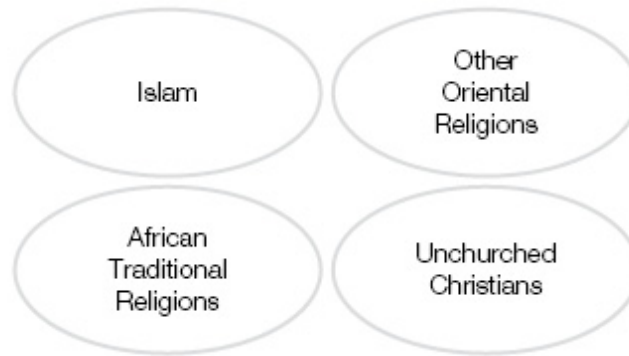 Islam
Other
Oriental
Religions
African
Traditional
Religions
Unchurched
Christians